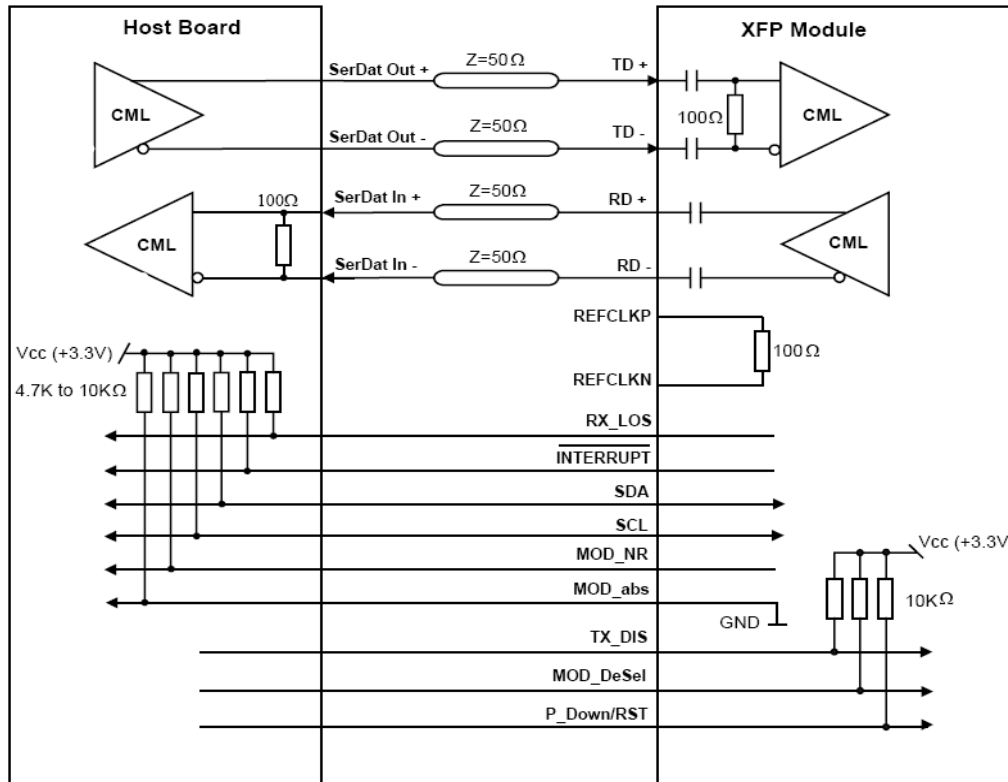 Host Board
XFP Module
SerDat Out +
Z=50Ω
TD +
CML
100Ω
CML
SerDat Out -
Z=50Ω
TD -
100Ω
SerDat In +
Z=50Ω
RD +
CML
CML
SerDat In -
Z=50Ω
RD -
REFCLKP
Vcc (+3.3V)
100Ω
4.7K to 10KΩ
REFCLKN
RX_LOS
INTERRUPT
SDA
SCL
Vcc (+3.3V
MOD_NR
MOD_abs
10KΩ
GND
TX_DIS
MOD_DeSel
P_Down/RST